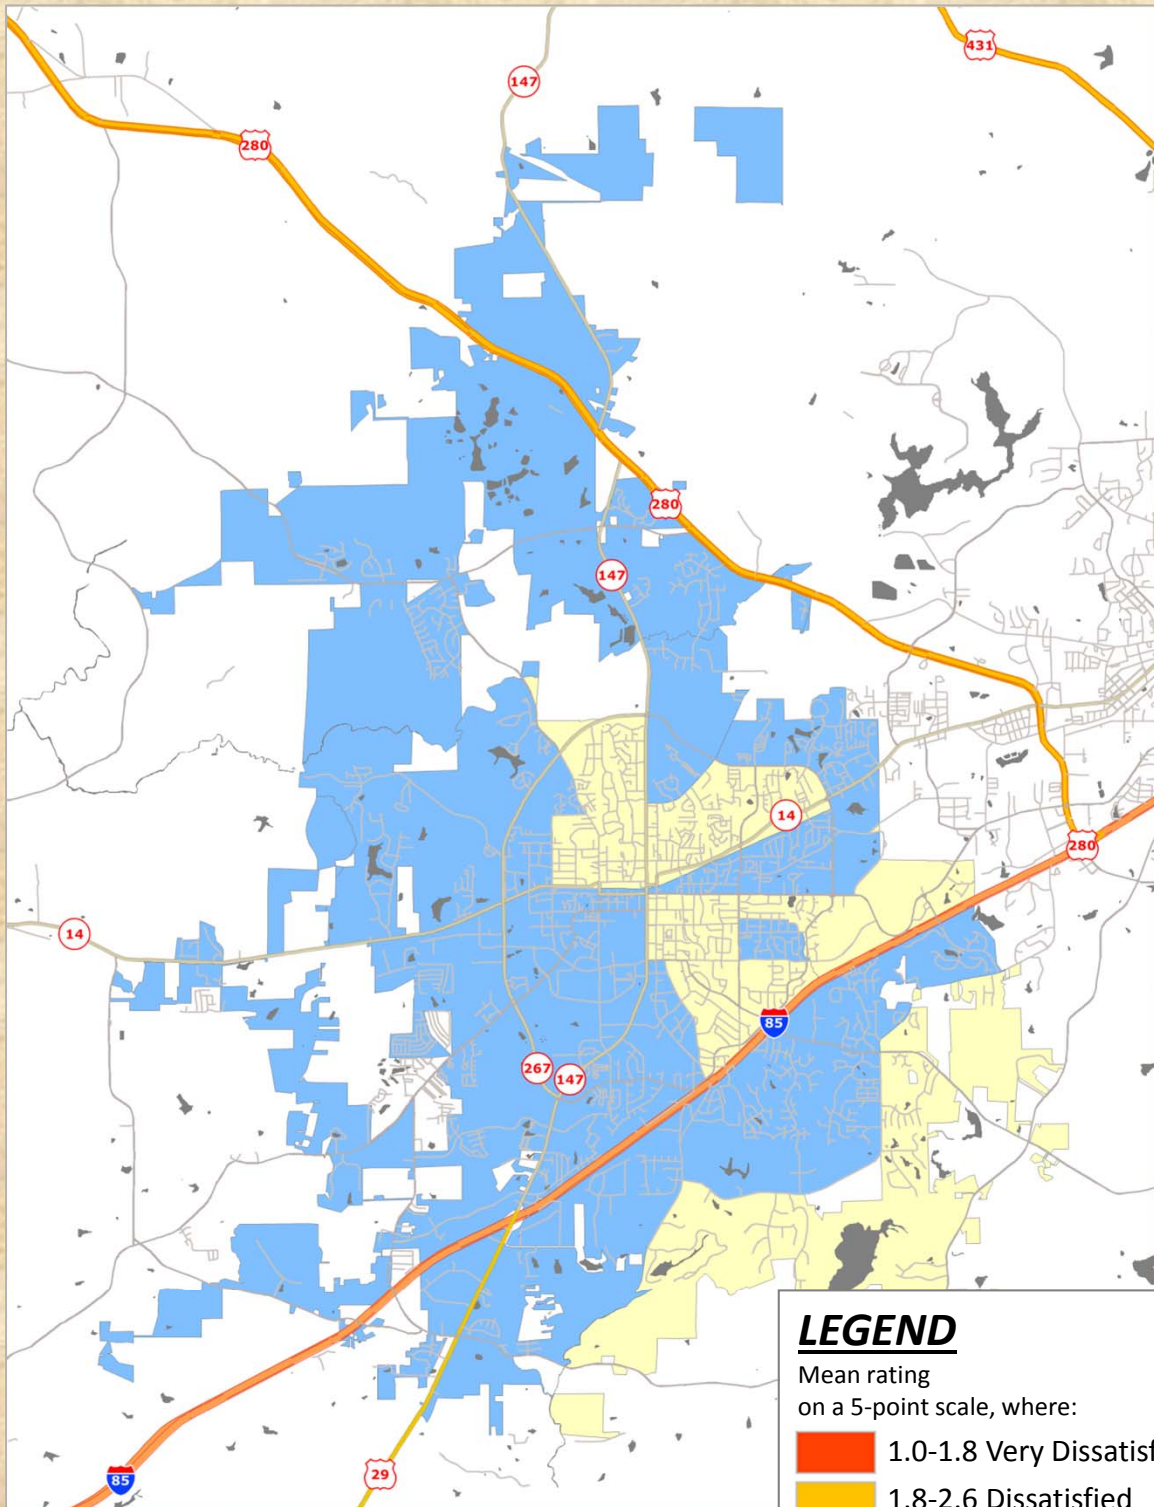 431
147
280
280
147
14
280
14
85
267
147
LEGEND
Mean rating
on a 5-point scale, where:
1.0-1.8 Very Dissatisf
29
85
1.8-2.6 Dissatisfied